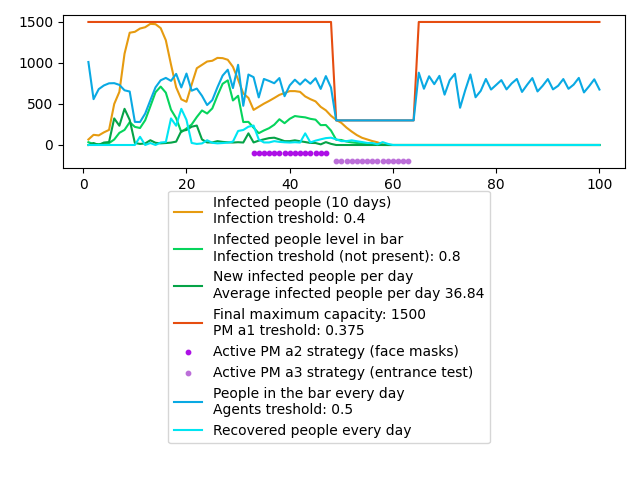 1500
1000
500
0
0 20 40 60 80 100
Infected people (10 days)
Infection treshold: 0.4
Infected people level in bar
Infection treshold (not present): 0.8
New infected people per day
Average infected people per day 36.84
Final maximum capacity: 1500
PM a1 treshold: 0.375
Active PM a2 strategy (face masks)
Active PM a3 strategy (entrance test)
People in the bar every day
Agents treshold: 0.5
Recovered people every day